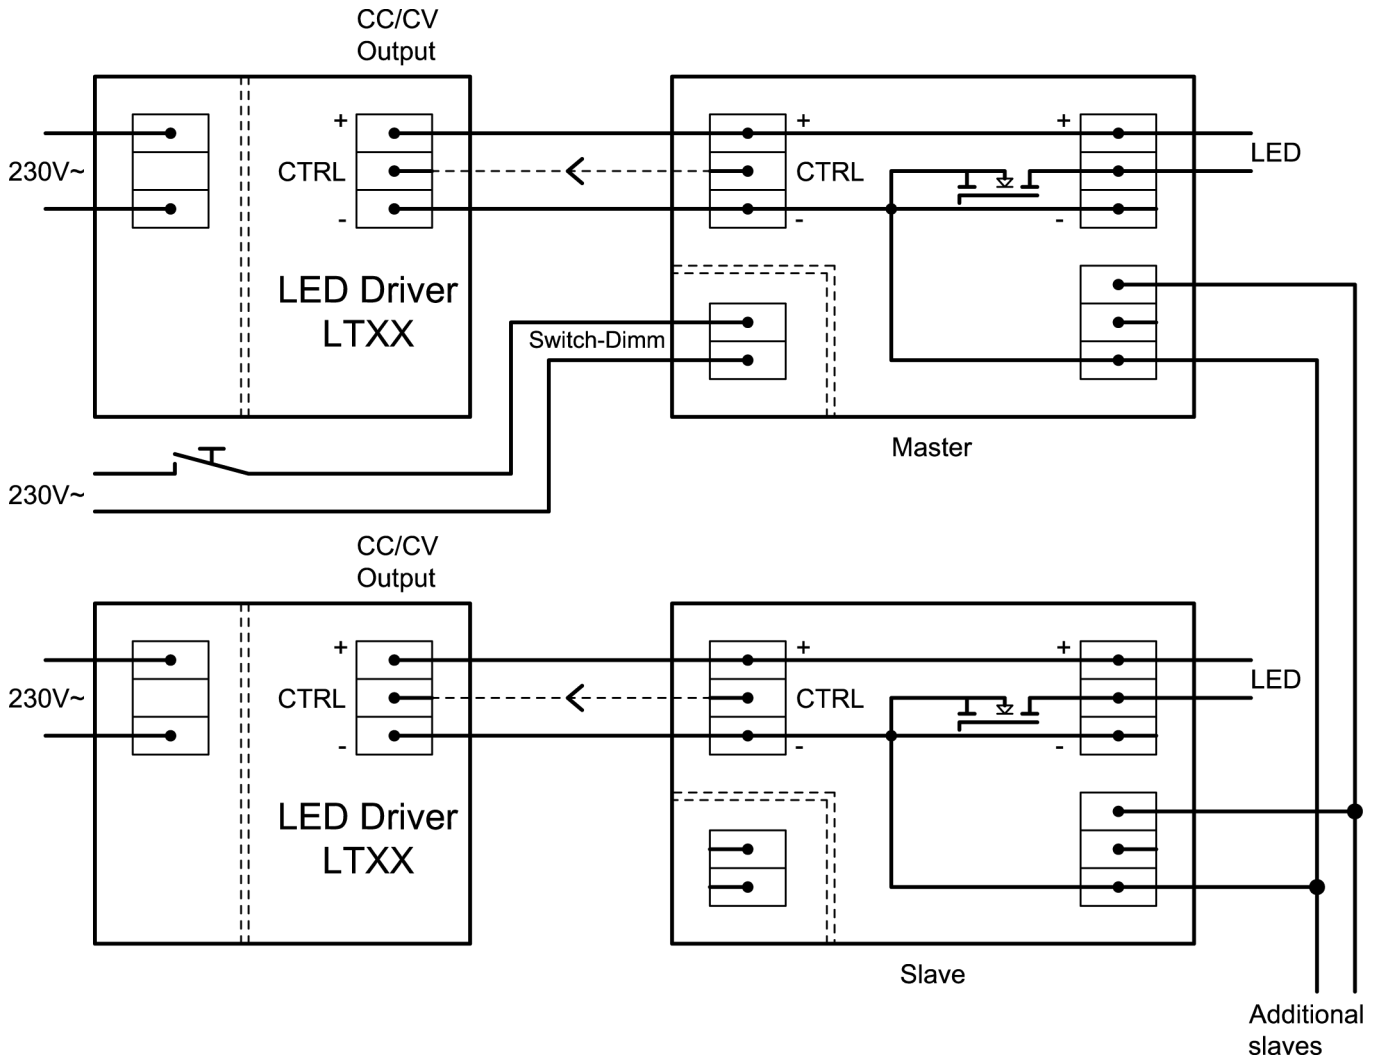 CC/CV
Output
+
+
+
230V~
CTRL
CTRL
LED
-
-
-
LED Driver
LTXX
Switch-Dimm
Master
230V~
CC/CV
Output
+
+
+
230V~
CTRL
CTRL
LED
-
-
-
LED Driver
LTXX
Slave
Additional
slaves